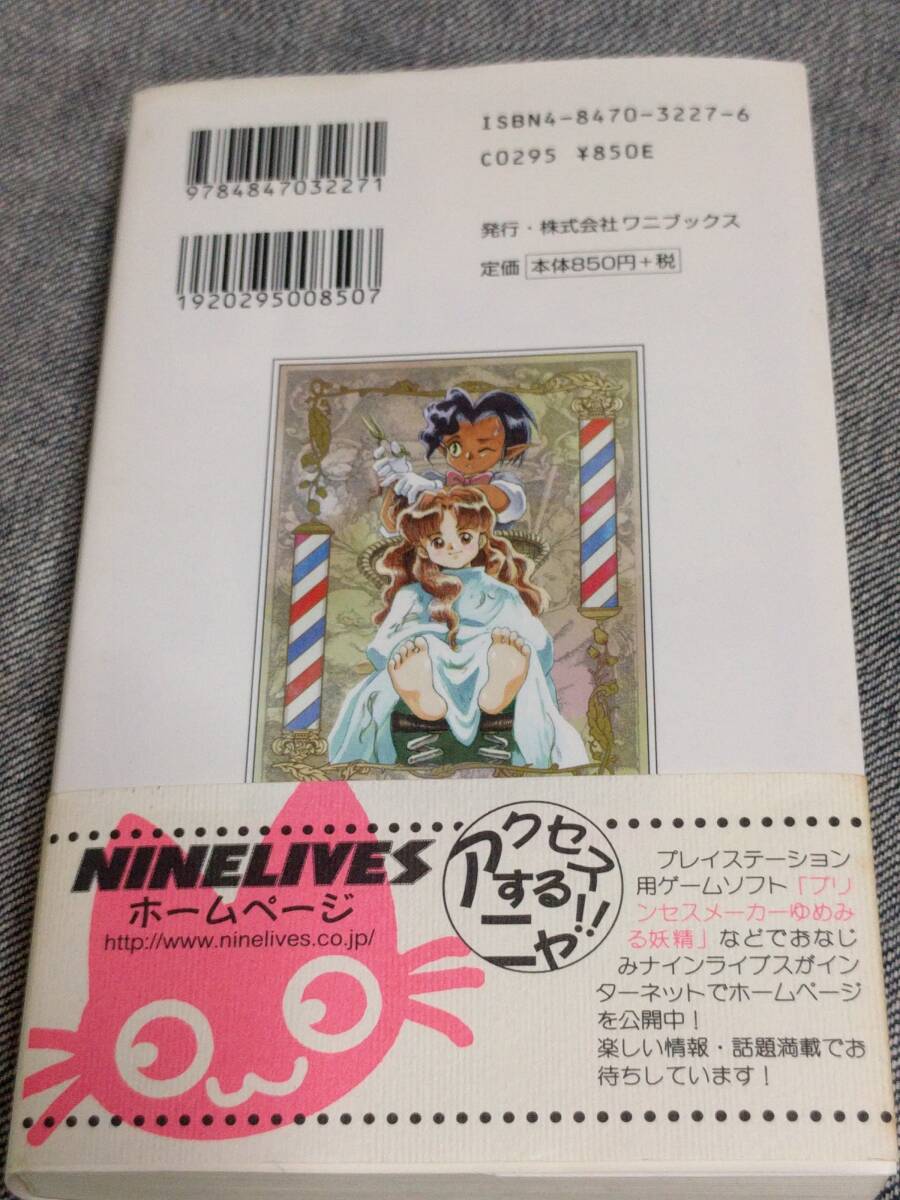 9784847032271
ISBN4-8470-3227-6
C0295 ¥850E
1920295008507
発行・株式会社ワニブックス
定価 本体850円+税
NINELIVES
ホームページ
http://www.ninelives.co.jp/
アクセス
するニャー!!
プレイステーション
用ゲームソフト「プリ
ンセスメーカーゆめみ
る妖精」などでおなじ
みナインライブスがイン
ターネットでホームページ
を公開中！
楽しい情報・話題満載でお
待ちしています！